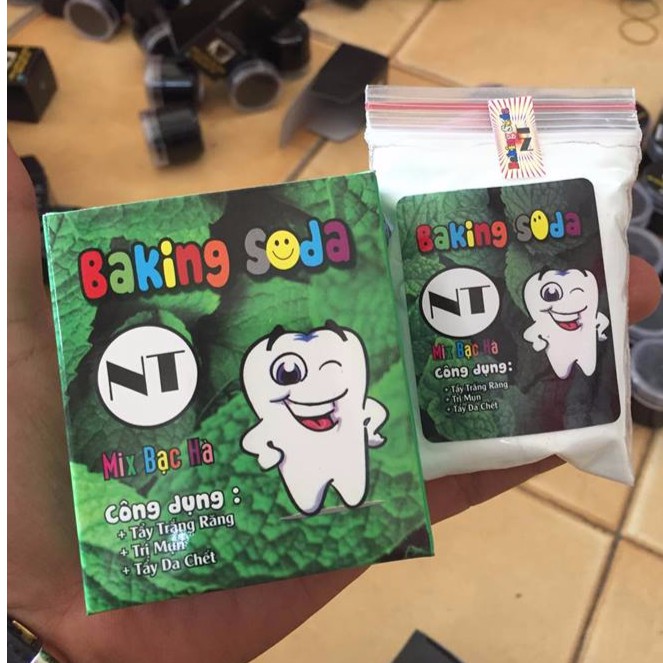 Baking Soda
NT
Mix Bạc Hà
Công dụng :
+ Tẩy Trắng Răng
+ Trị Mụn
+ Tẩy Da Chết
NT
Baking Soda
NT
Mix Bạc Hà
Công dụng:
+ Tẩy Trắng Răng
+ Trị Mụn
+ Tẩy Da Chết